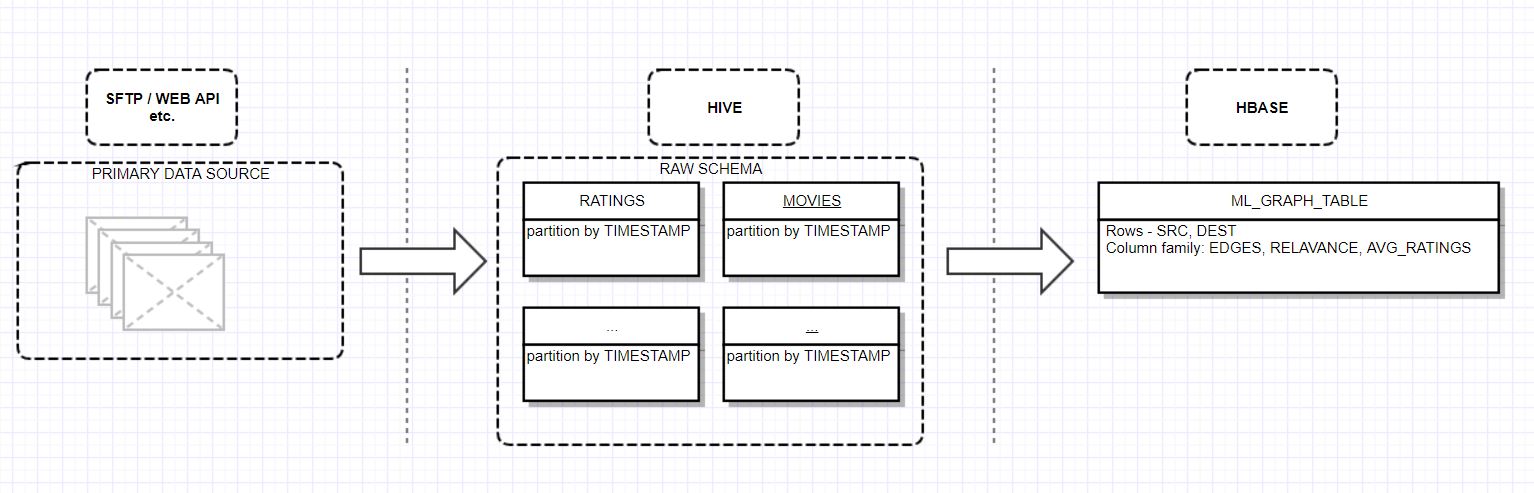 SFTP / WEB API
etc.
HIVE
HBASE
PRIMARY DATA SOURCE
RAW SCHEMA
RATINGS
partition by TIMESTAMP
MOVIES
partition by TIMESTAMP
...
partition by TIMESTAMP
...
partition by TIMESTAMP
ML_GRAPH_TABLE
Rows - SRC, DEST
Column family: EDGES, RELAVANCE, AVG_RATINGS